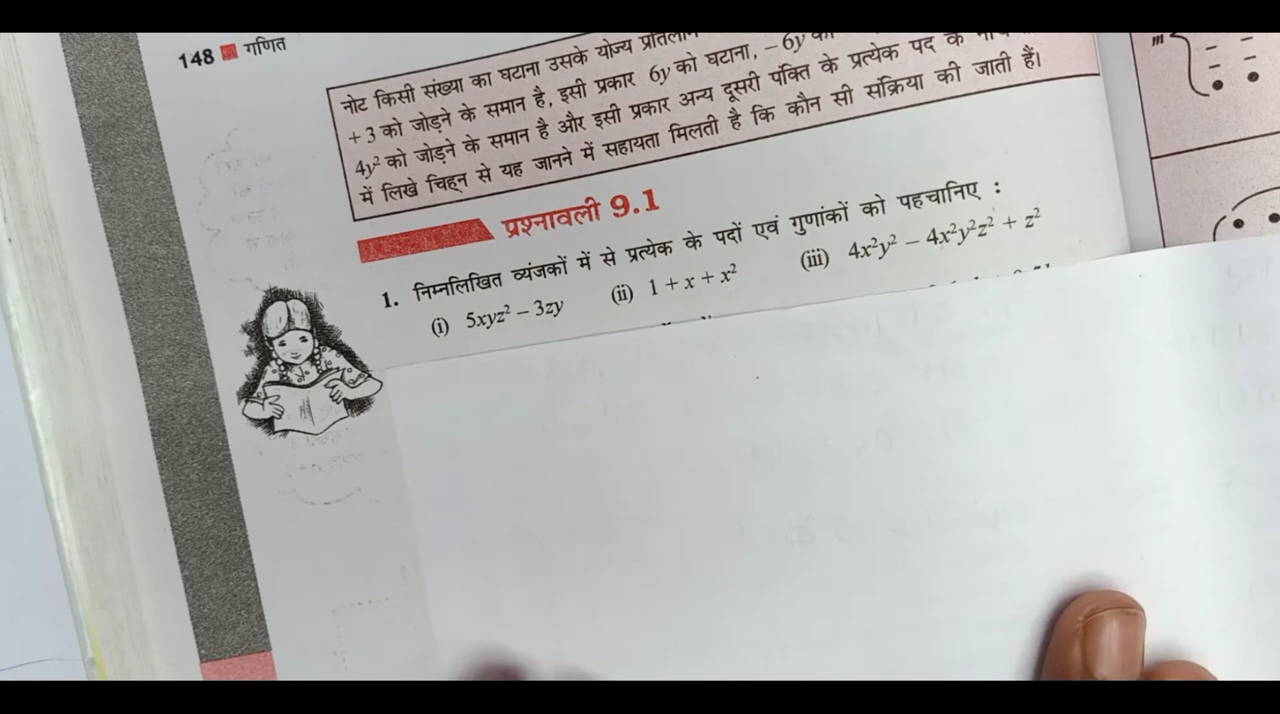 148 गणित
नोट किसी संख्या का घटाना उसके योज्य
+ 3 को जोड़ने के समान है, इसी प्रकार 6y को घटाना, – 6y
4y² को जोड़ने के समान है और इसी प्रकार अन्य दूसरी पंक्ति के प्रत्येक पद के
में लिखे चिह्न से यह जानने में सहायता मिलती है कि कौन सी संक्रिया की जाती हैं।
प्रश्नावली 9.1
1. निम्नलिखित व्यंजकों में से प्रत्येक के पदों एवं गुणांकों को पहचानिए :
(i) 5xyz² – 3zy (ii) 1 + x + x² (iii) 4x²y² – 4x²y²z² + z²